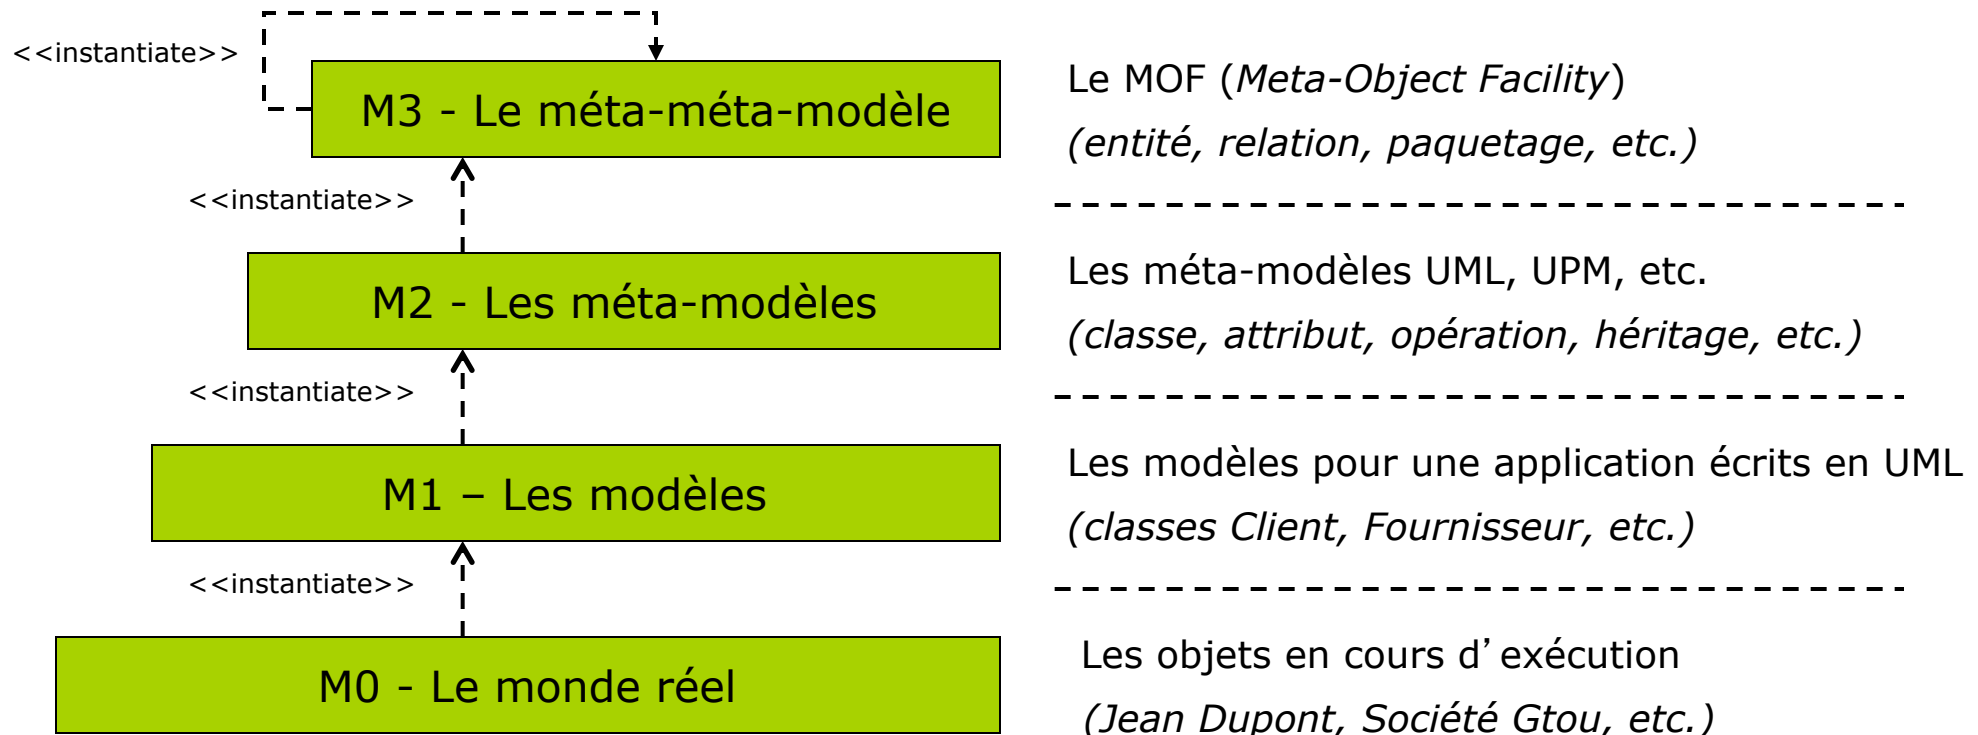 <<instantiate>>
M3 - Le méta-méta-modèle
Le MOF (Meta-Object Facility)
(entité, relation, paquetage, etc.)
<<instantiate>>
M2 - Les méta-modèles
Les méta-modèles UML, UPM, etc.
(classe, attribut, opération, héritage, etc.)
<<instantiate>>
M1 – Les modèles
Les modèles pour une application écrits en UML
(classes Client, Fournisseur, etc.)
<<instantiate>>
M0 - Le monde réel
Les objets en cours d’exécution
(Jean Dupont, Société Gtou, etc.)